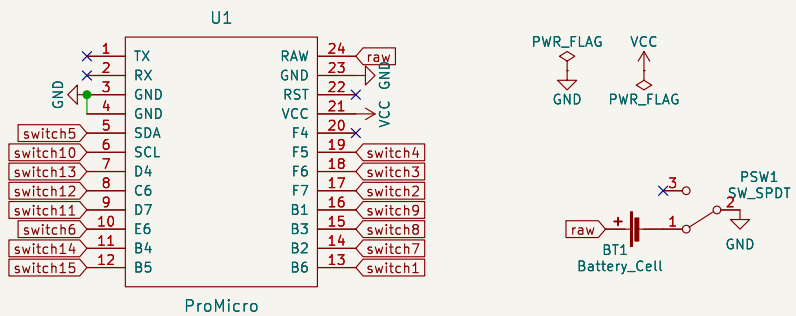 U1
1 TX RAW 24 raw
2 RX GND 23 GND
GND 3 GND RST 22
4 GND VCC 21 VCC
switch5 5 SDA F4 20
switch10 6 SCL F5 19 switch4
switch13 7 D4 F6 18 switch3
switch12 8 C6 F7 17 switch2
switch11 9 D7 B1 16 switch9
switch6 10 E6 B3 15 switch8
switch14 11 B4 B2 14 switch7
switch15 12 B5 B6 13 switch1
ProMicro
PWR_FLAG
GND
VCC
PWR_FLAG
3
PSW1
SW_SPDT
2
1
GND
raw
+
BT1
Battery_Cell